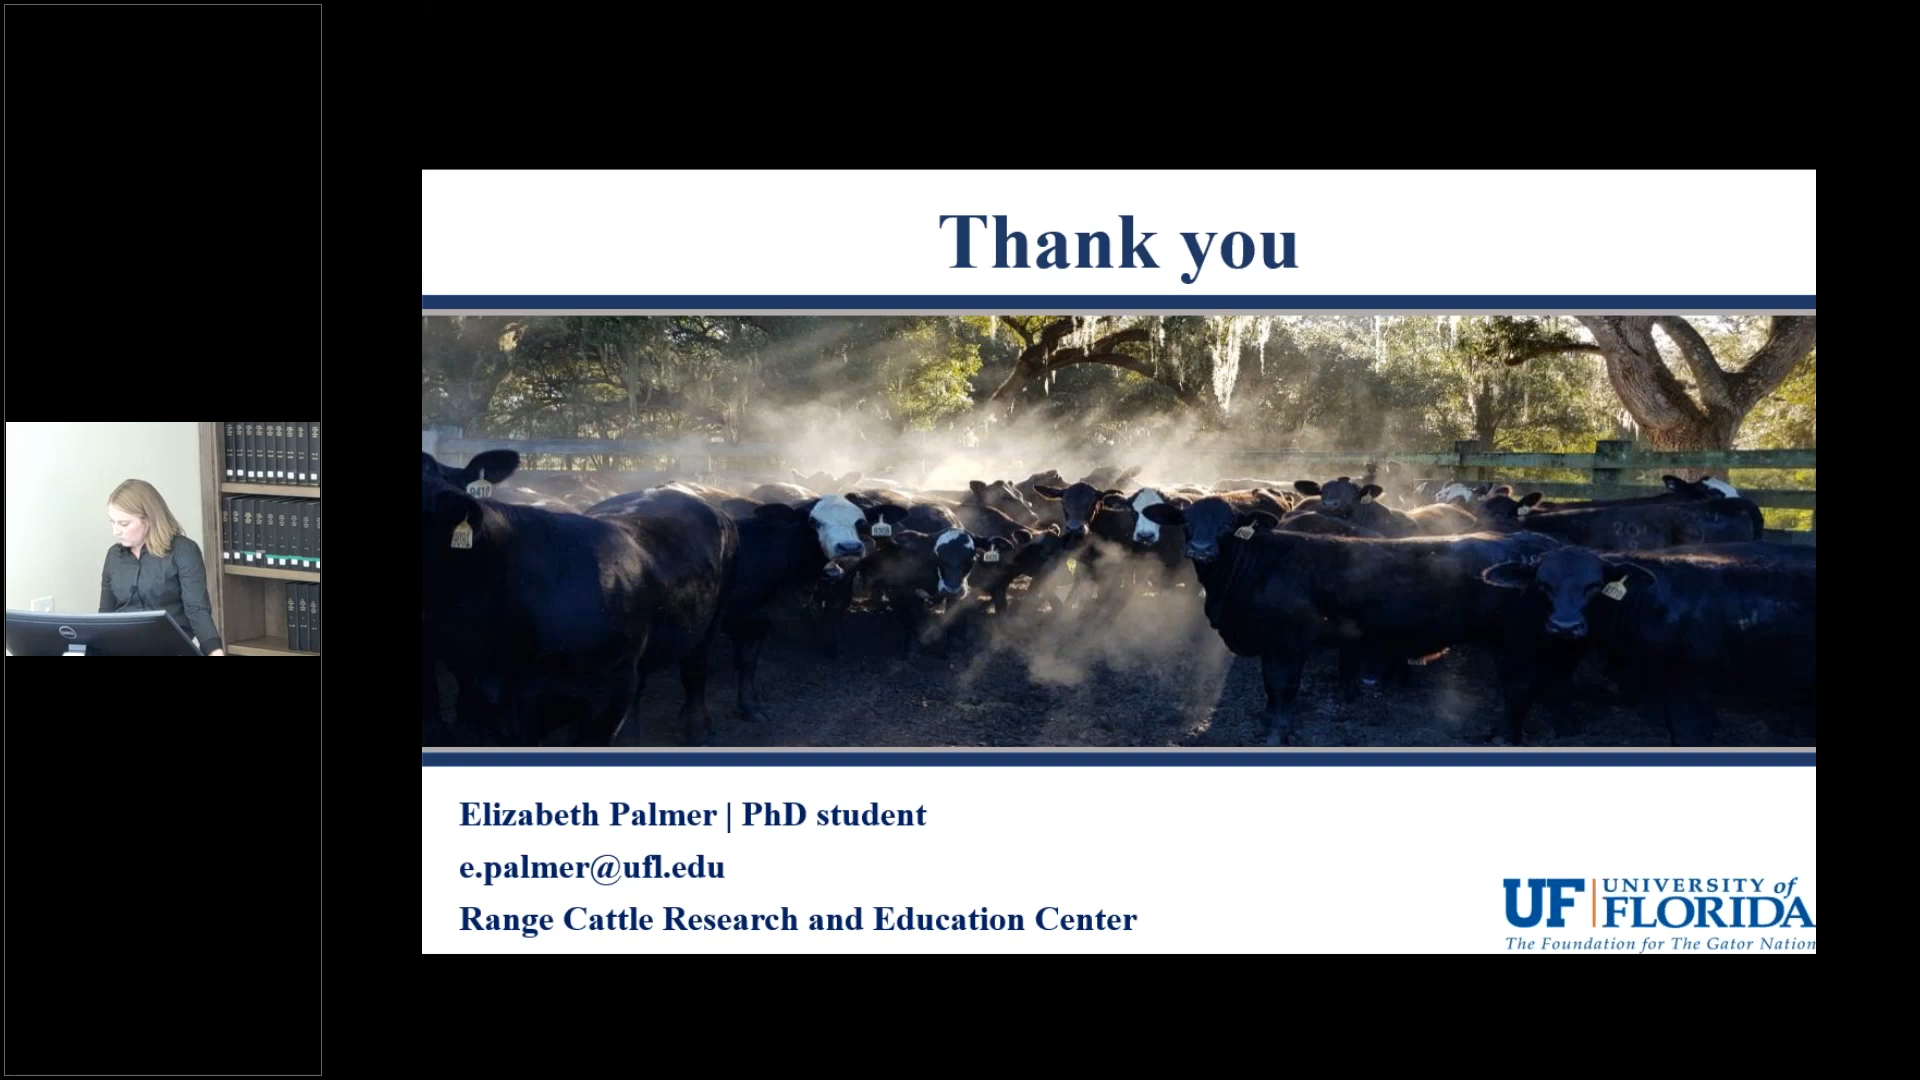 Thank you
Elizabeth Palmer | PhD student
e.palmer@ufl.edu
Range Cattle Research and Education Center
UF UNIVERSITY of
FLORIDA
The Foundation for The Gator Nation